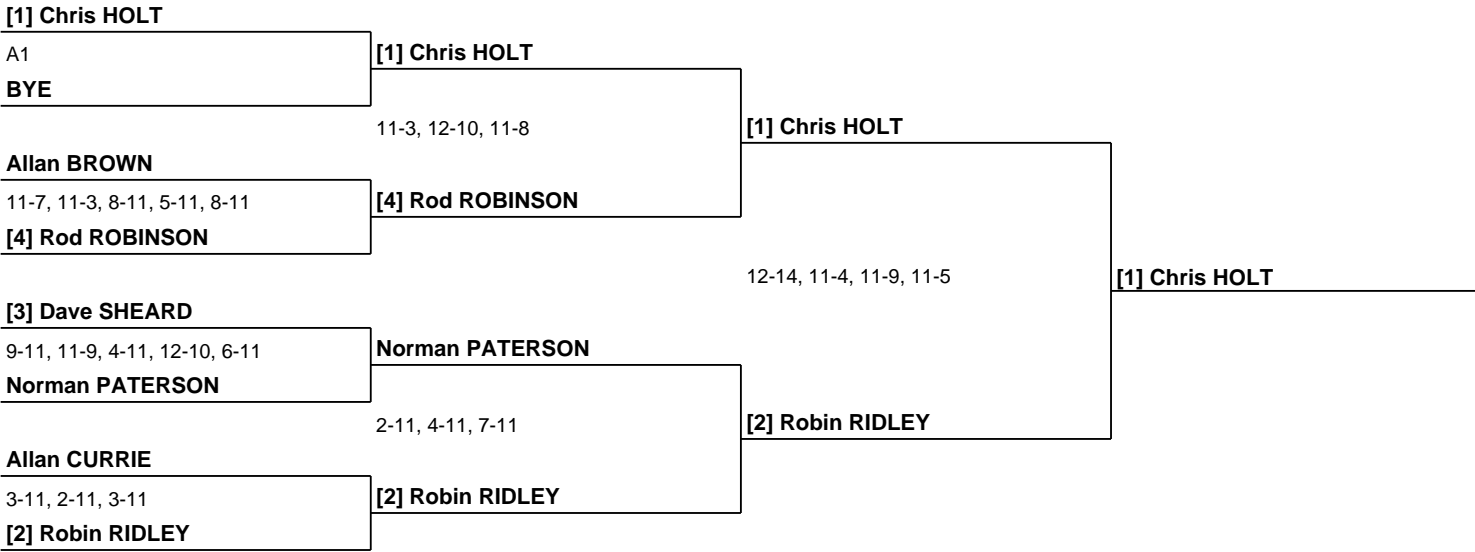 [1] Chris HOLT
A1
BYE
Allan BROWN
11-7, 11-3, 8-11, 5-11, 8-11
[4] Rod ROBINSON
[3] Dave SHEARD
9-11, 11-9, 4-11, 12-10, 6-11
Norman PATERSON
Allan CURRIE
3-11, 2-11, 3-11
[2] Robin RIDLEY
[1] Chris HOLT
11-3, 12-10, 11-8
[4] Rod ROBINSON
Norman PATERSON
2-11, 4-11, 7-11
[2] Robin RIDLEY
[1] Chris HOLT
12-14, 11-4, 11-9, 11-5
[2] Robin RIDLEY
[1] Chris HOLT